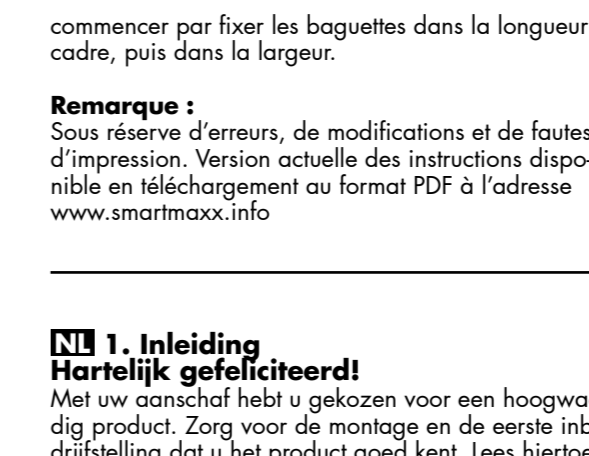 commencer par fixer les baguettes dans la longueur
cadre, puis dans la largeur.
Remarque :
Sous réserve d’erreurs, de modifications et de fautes
d’impression. Version actuelle des instructions dispo-
nible en téléchargement au format PDF à l’adresse
www.smartmaxx.info
NL 1. Inleiding
Hartelijk gefeliciteerd!
Met uw aanschaf hebt u gekozen voor een hoogwa
dig product. Zorg voor de montage en de eerste inb
drijfstelling dat u het product goed kent. Lees hiertoe